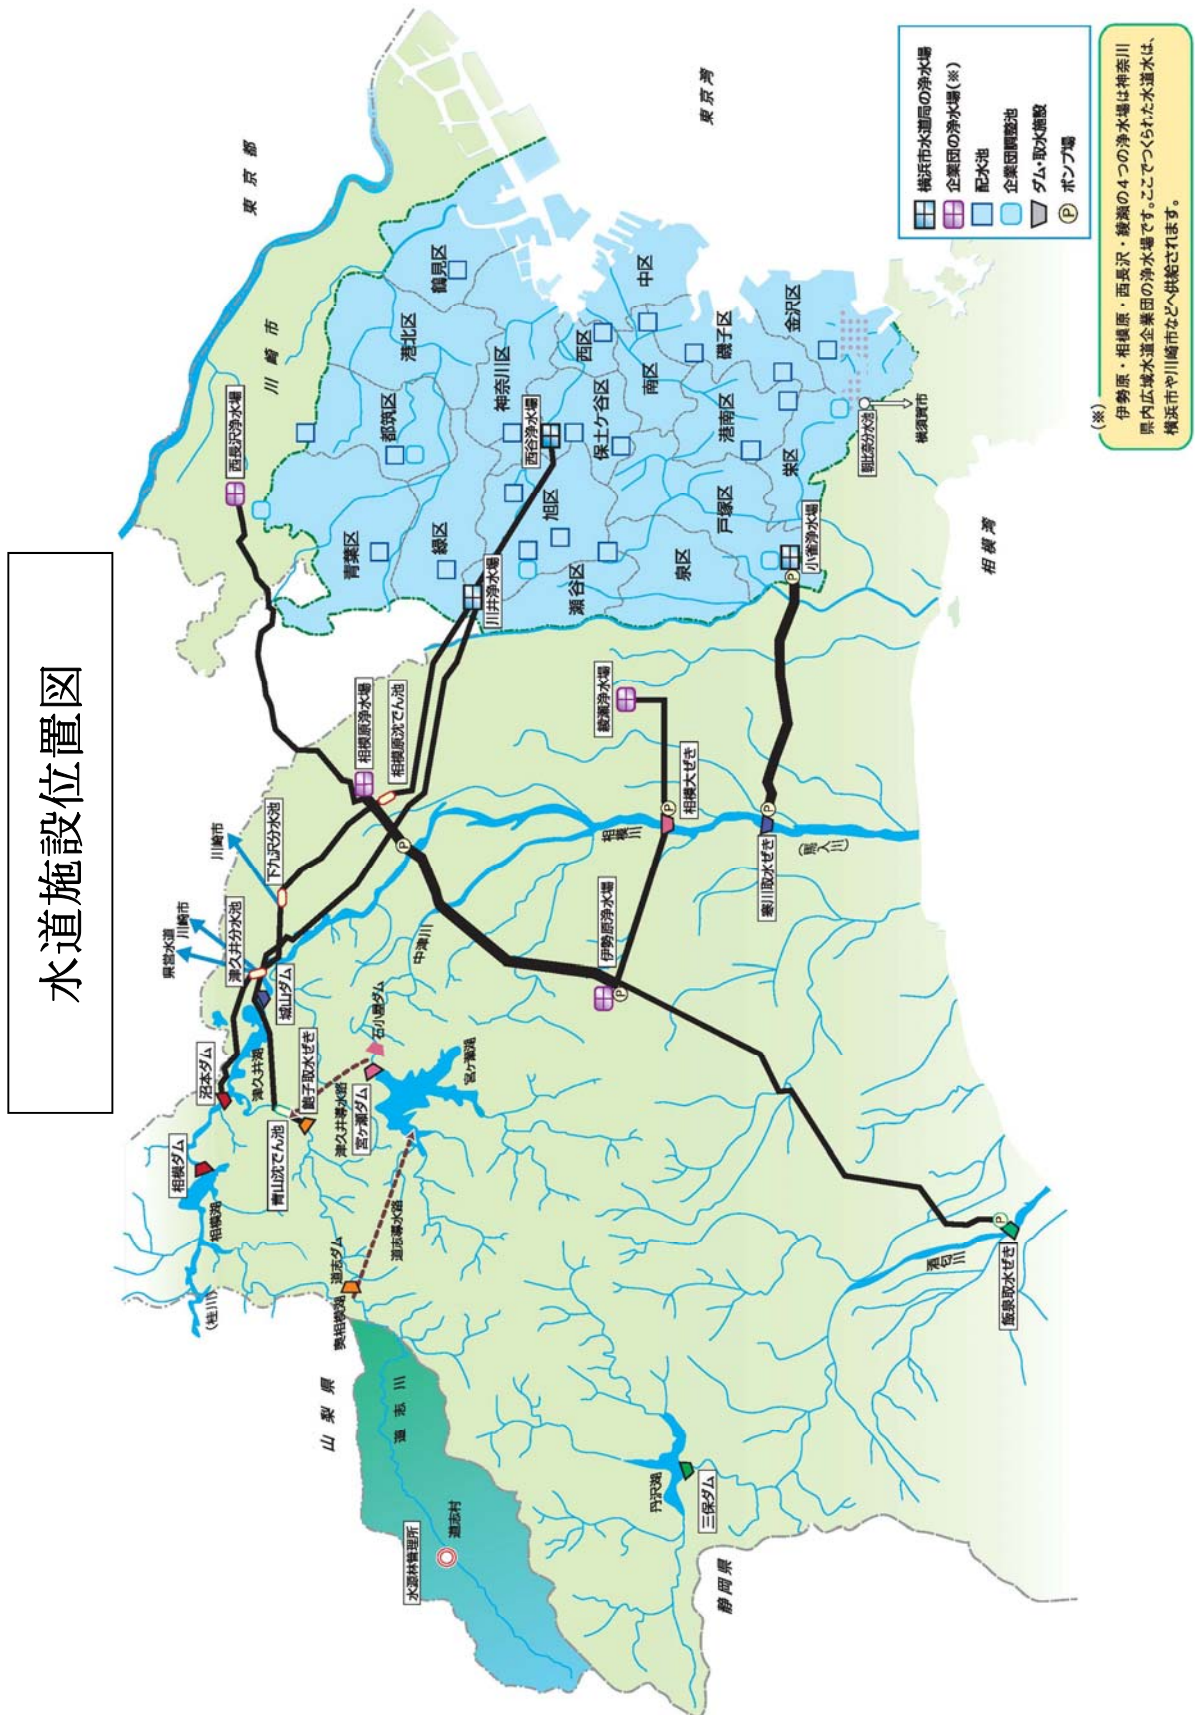 水道施設位置図
東京都
東京湾
川崎市
西長沢浄水場
鶴見区
港北区
都筑区
青葉区
緑区
神奈川区
西谷浄水場
西区
中区
保土ケ谷区
南区
旭区
川井浄水場
瀬谷区
磯子区
金沢区
港南区
戸塚区
泉区
栄区
小雀浄水場
朝比奈分水池
横須賀市
相模湾
相模原浄水場
相模原沈でん池
綾瀬浄水場
相模大ぜき
相模川
寒川取水ぜき
(馬入川)
P
P
P
P
P
P
川崎市
下九沢分水池
県営水道
川崎市
津久井分水池
城山ダム
沼本ダム
津久井湖
鮑子取水ぜき
青山沈でん池
津久井導水路
宮ヶ瀬ダム
石小屋ダム
宮ヶ瀬湖
中津川
伊勢原浄水場
相模ダム
相模湖
(桂川)
道志ダム
奥相模湖
道志導水路
山梨県
道志川
道志村
水源林管理所
丹沢湖
三保ダム
静岡県
酒匂川
飯泉取水ぜき
横浜市水道局の浄水場
企業団の浄水場(※)
配水池
企業団調整池
ダム・取水施設
P ポンプ場
(※)
伊勢原・相模原・西長沢・綾瀬の4つの浄水場は神奈川
県内広域水道企業団の浄水場です。ここでつくられた水道水は、
横浜市や川崎市などへ供給されます。